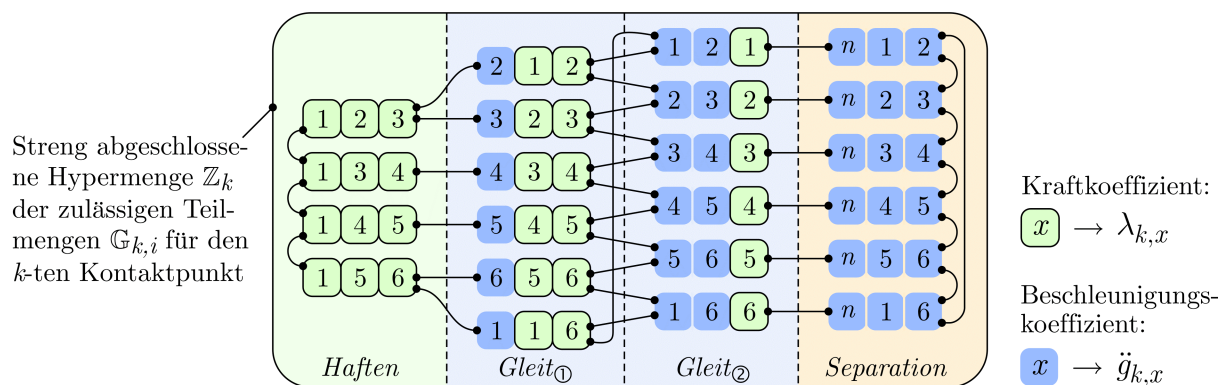 Streng abgeschlosse-
ne Hypermenge ℤ_k
der zulässigen Teil-
mengen 𝔾_{k,i} für den
k-ten Kontaktpunkt
1 2 3
1 3 4
1 4 5
1 5 6
Haften
2 1 2
3 2 3
4 3 4
5 4 5
6 5 6
1 1 6
Gleit①
1 2 1
2 3 2
3 4 3
4 5 4
5 6 5
1 6 6
Gleit②
n 1 2
n 2 3
n 3 4
n 4 5
n 5 6
n 1 6
Separation
Kraftkoeffizient:
x → λ_{k,x}
Beschleunigungs-
koeffizient:
x → g̈_{k,x}